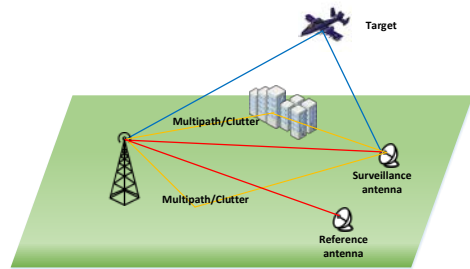 Target
Multipath/Clutter
Surveillance
antenna
Multipath/Clutter
Reference
antenna